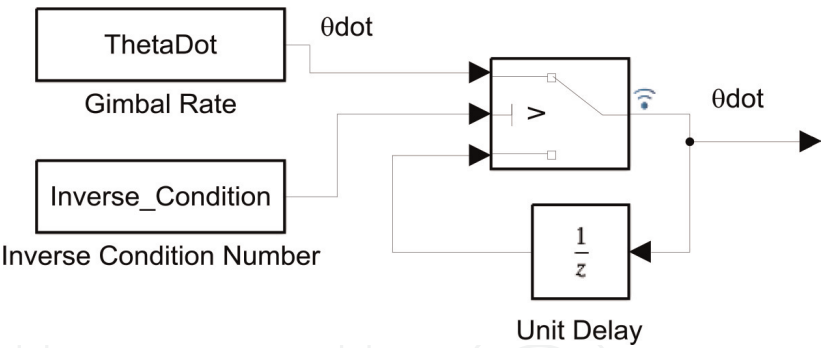 ThetaDot
θdot
Gimbal Rate
>
θdot
Inverse_Condition
Inverse Condition Number
1
z
Unit Delay